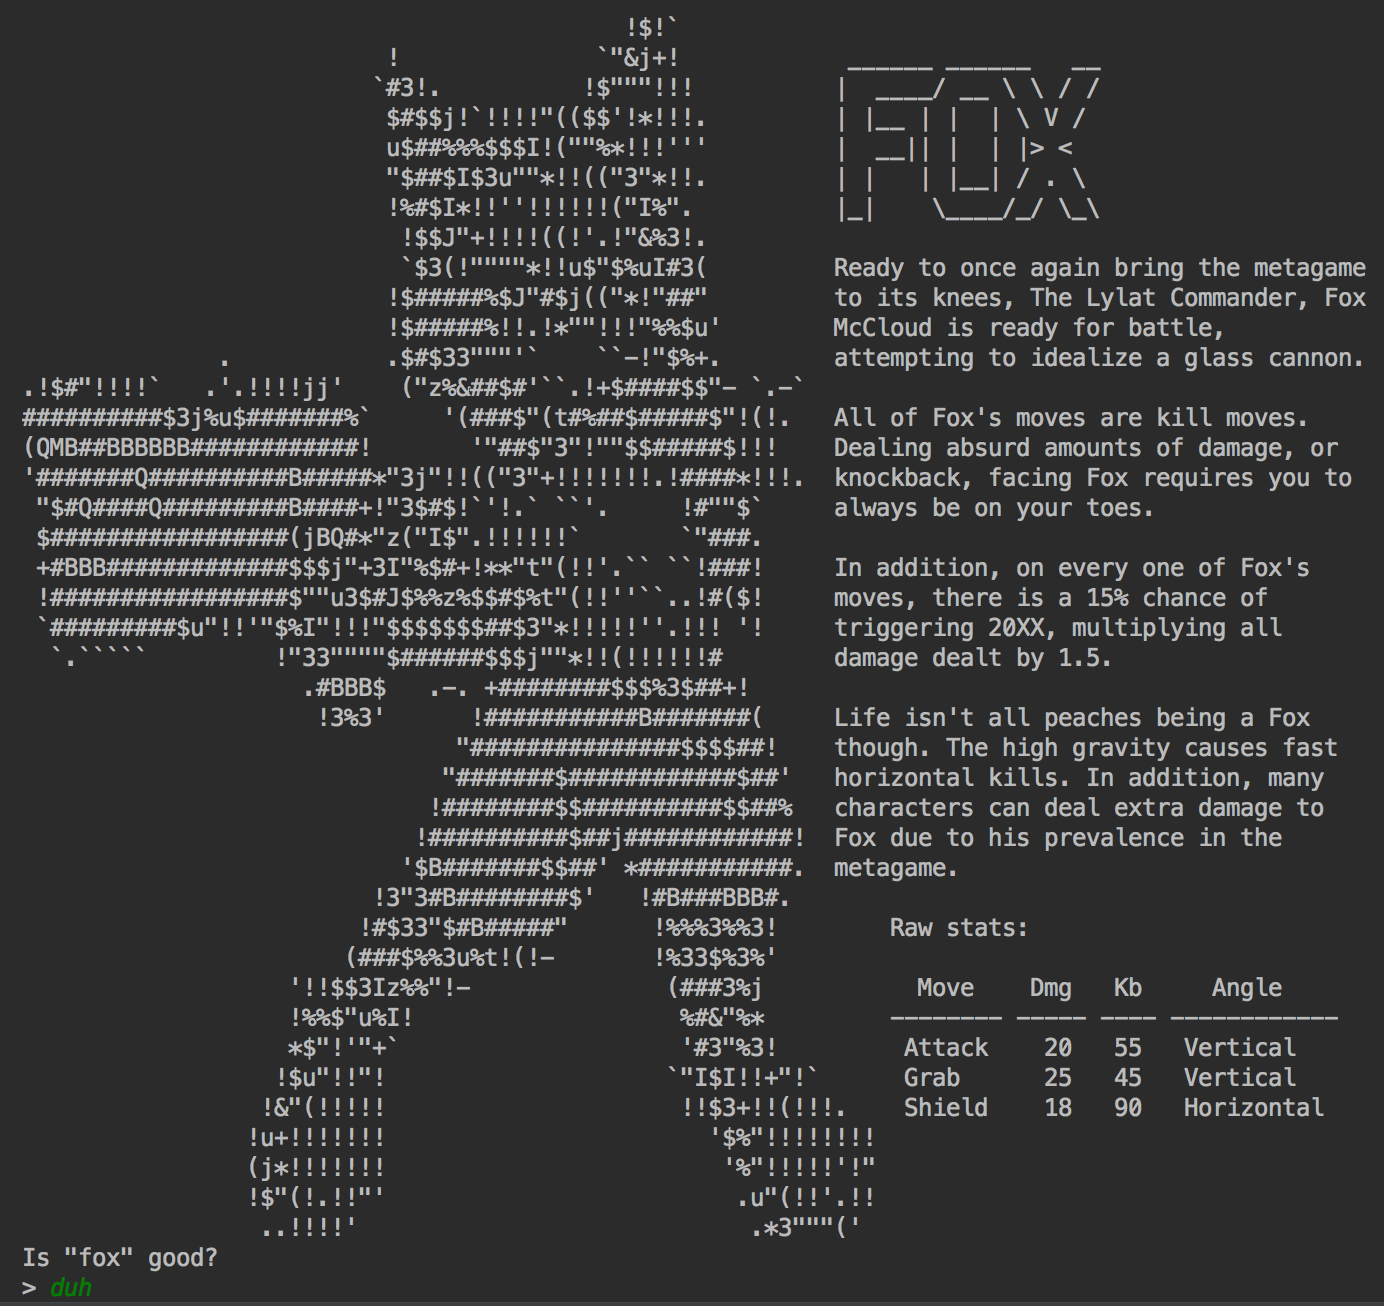 FOX
Ready to once again bring the metagame
to its knees, The Lylat Commander, Fox
McCloud is ready for battle,
attempting to idealize a glass cannon.
All of Fox's moves are kill moves.
Dealing absurd amounts of damage, or
knockback, facing Fox requires you to
always be on your toes.
In addition, on every one of Fox's
moves, there is a 15% chance of
triggering 20XX, multiplying all
damage dealt by 1.5.
Life isn't all peaches being a Fox
though. The high gravity causes fast
horizontal kills. In addition, many
characters can deal extra damage to
Fox due to his prevalence in the
metagame.
Raw stats:
Move Dmg Kb Angle
Attack 20 55 Vertical
Grab 25 45 Vertical
Shield 18 90 Horizontal
Is "fox" good?
> duh